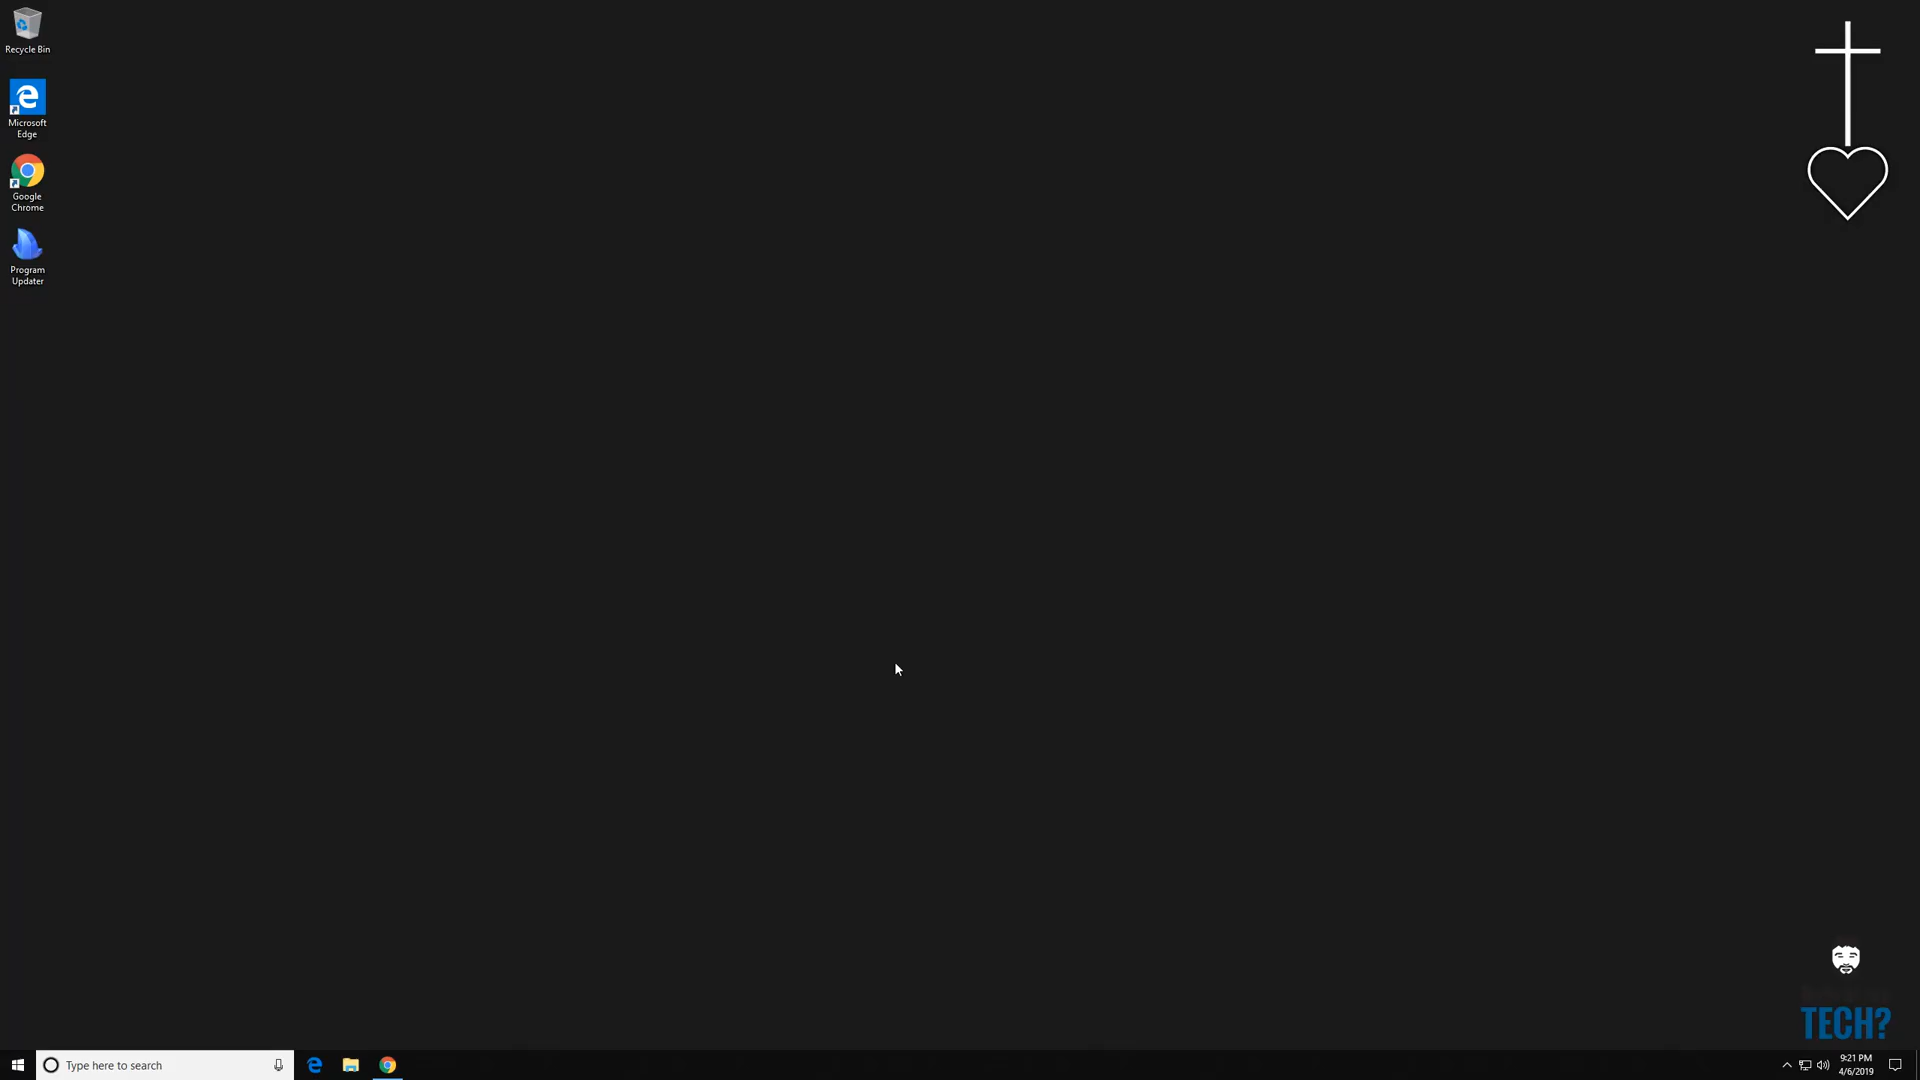 Recycle Bin
Microsoft
Edge
Google
Chrome
Program
Updater
TECH?
Type here to search
9:21 PM
4/6/2019